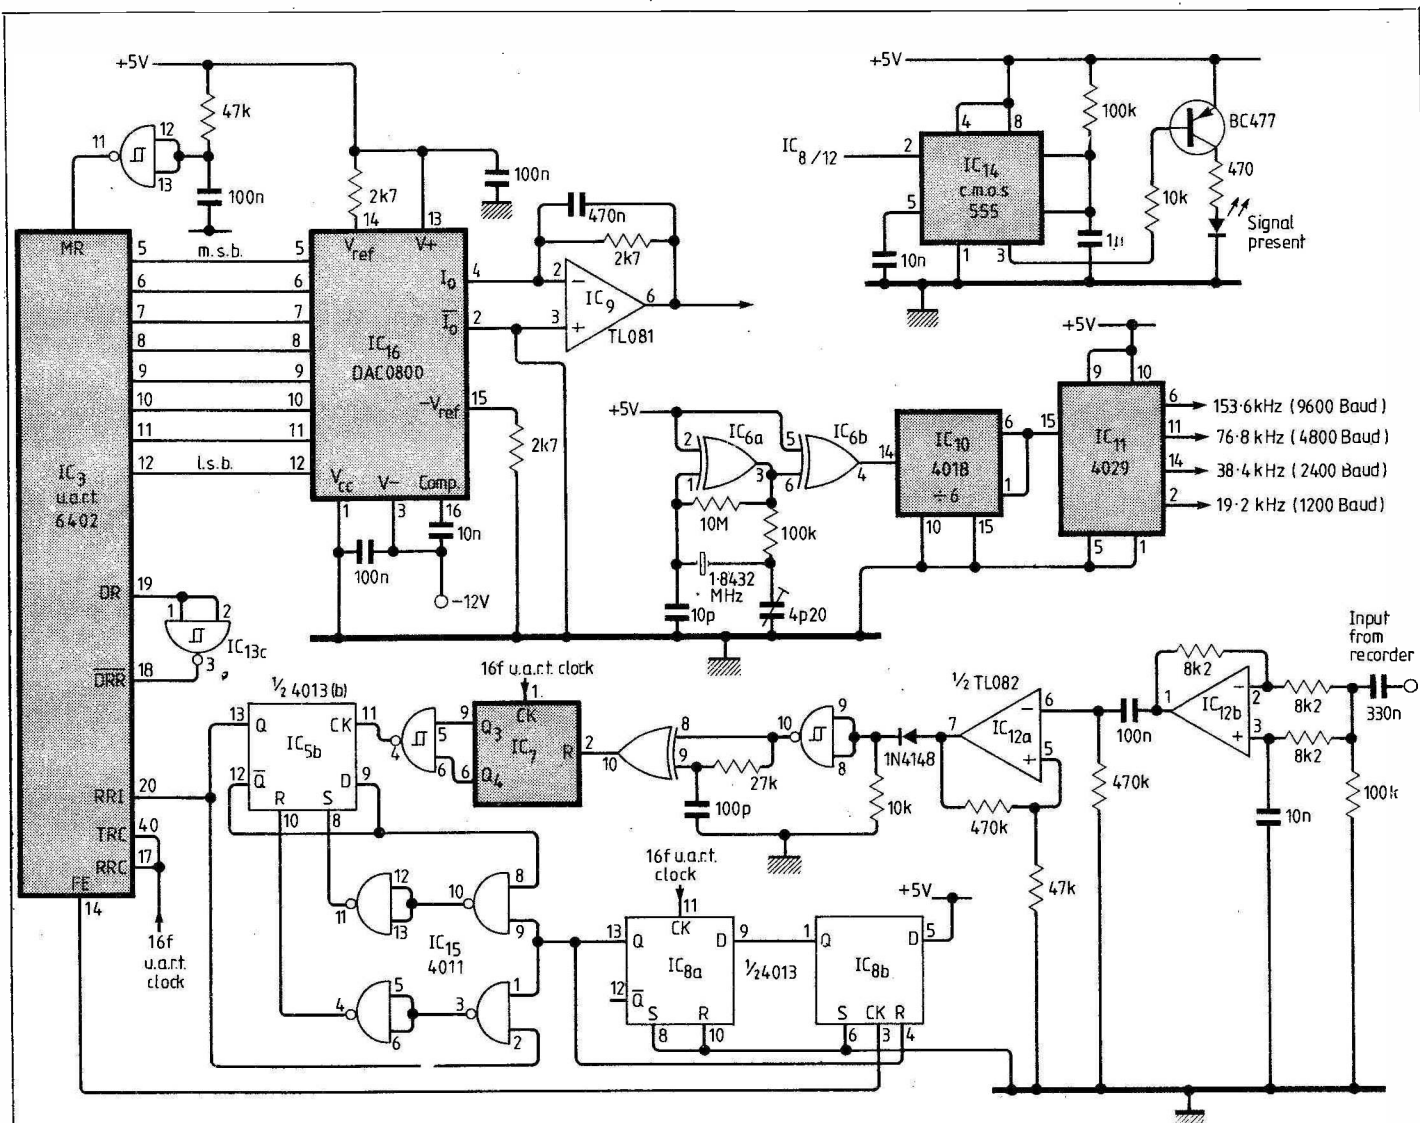 +5V
47k
11
12
13
100n
2k7
100n
470n
2k7
14
13
MR
Vref
V+
5
m.s.b.
5
6
6
7
7
8
8
9
9
10
10
11
11
12
l.s.b.
12
IC3
u.a.r.t
6402
IC16
DAC0800
Io
4
Io
2
-Vref
15
Vcc
V-
Comp.
1
3
16
10n
100n
-12V
2k7
2
3
IC9
6
TL081
+5V
4
8
IC8/12
2
IC14
c.m.o.s
555
5
10n
1
3
100k
1µ
10k
BC477
470
Signal
present
+5V
9
10
+5V
2
1
IC6a
3
10M
100k
1·8432
MHz
10p
4p20
5
6
IC6b
4
14
IC10
4018
÷6
6
1
10
15
15
IC11
4029
5
1
6
153·6kHz (9600 Baud)
11
76·8 kHz (4800 Baud)
14
38·4 kHz (2400 Baud)
2
19·2 kHz (1200 Baud)
DR
19
1
2
IC13c
DRR
18
3
½ 4013(b)
13
Q
CK
11
IC5b
12
Q
D
9
R
S
10
8
4
5
6
16f u.a.r.t. clock
1.
CK
9
Q3
IC7
R
2
6
Q4
10
8
9
27k
100p
10
9
8
1N4148
10k
½ TL082
7
IC12a
6
5
470k
47k
470k
100n
1
8k2
IC12b
2
3
8k2
8k2
10n
100k
330n
Input
from
recorder
RRI
20
TRC
40
RRC
17
FE
14
16f
u.a.r.t.
clock
11
12
13
10
8
9
IC15
4011
4
5
6
3
1
2
16f u.a.r.t.
clock
11
CK
13
Q
D
9
IC8a
12
Q
S
R
8
10
½4013
1
Q
D
5
IC8b
S
CK
R
6
3
4
+5V